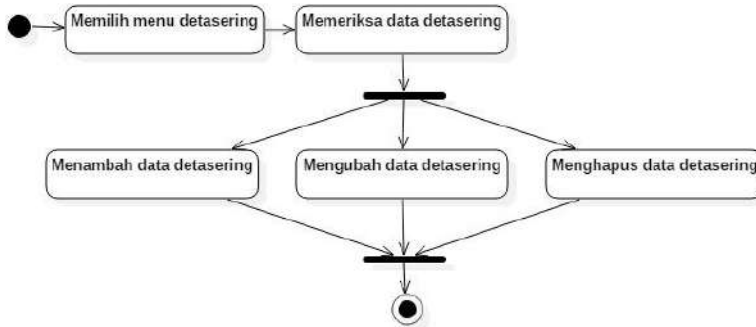 Memilih menu detasering
Memeriksa data detasering
Menambah data detasering
Mengubah data detasering
Menghapus data detasering